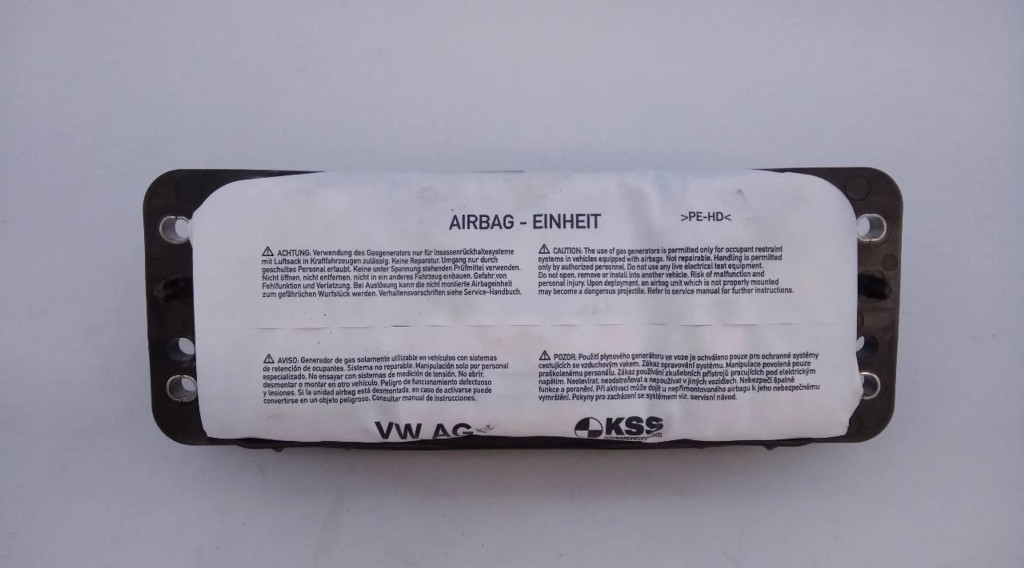 AIRBAG - EINHEIT
>PE-HD<
⚠ ACHTUNG: Verwendung des Gasgenerators nur für Insassenrückhaltesysteme
mit Luftsack in Kraftfahrzeugen zulässig. Keine Reparatur. Umgang nur durch
geschultes Personal erlaubt. Keine unter Spannung stehenden Prüfmittel verwenden.
Nicht öffnen, nicht entfernen, nicht in ein anderes Fahrzeug einbauen. Gefahr von
Fehlfunktion und Verletzung. Bei Auslösung kann die nicht montierte Airbageinheit
zum gefährlichen Wurfstück werden. Verhaltensvorschriften siehe Service-Handbuch.
⚠ CAUTION: The use of gas generators is permitted only for occupant restraint
systems in vehicles equipped with airbags. Not repairable. Handling is permitted
only by authorized personnel. Do not use any live electrical test equipment.
Do not open, remove or install into another vehicle. Risk of malfunction and
personal injury. Upon deployment, an airbag unit which is not properly mounted
may become a dangerous projectile. Refer to service manual for further instructions.
⚠ AVISO: Generador de gas solamente utilizable en vehículos con sistemas
de retención de ocupantes. Sistema no reparable. Manipulación solo por personal
especializado. No ensayar con sistemas de medición de tensión. No abrir,
desmontar o montar en otro vehículo. Peligro de funcionamiento defectuoso
y lesiones. Si la unidad airbag está desmontada, en caso de activarse puede
convertirse en un objeto peligroso. Consultar manual de instrucciones.
⚠ POZOR: Použití plynového generátoru ve voze je schváleno pouze pro ochranné systémy
cestujících se vzduchovým vakem. Zákaz opravování systému. Manipulace povolená pouze
proškolenému personálu. Zákaz používání zkušebních přístrojů pracujících pod elektrickým
napětím. Neotevírat, neodstraňovat a nepoužívat v jiných vozidlech. Nebezpečí špatné
funkce a poranění. Při aktivaci může dojít u nepřimontovaného airbagu k jeho nebezpečnému
vymrštění. Pokyny pro zacházení se systémem viz. servisní návod.
VW AG
KSS